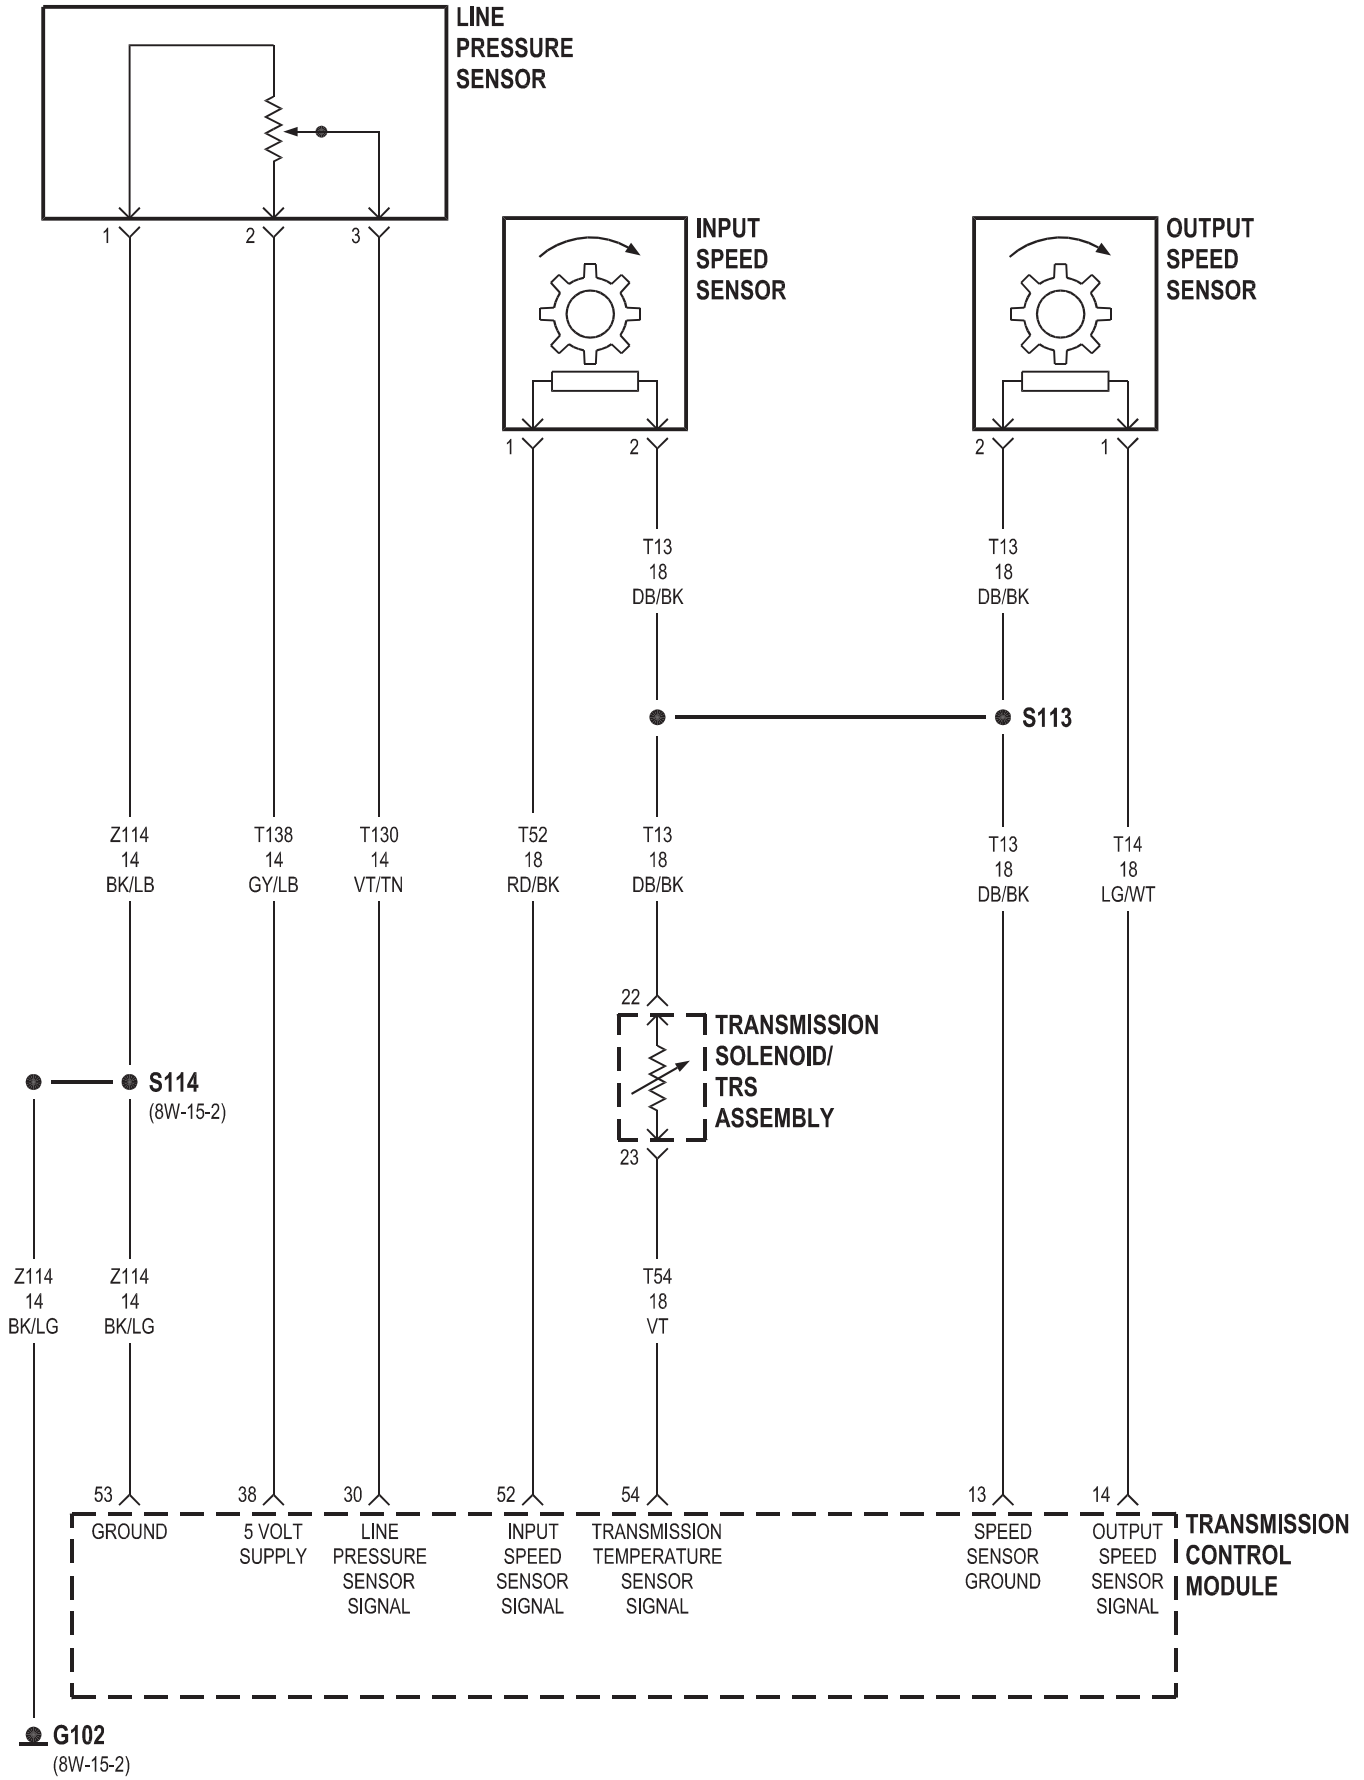 LINE
PRESSURE
SENSOR
1
2
3
INPUT
SPEED
SENSOR
OUTPUT
SPEED
SENSOR
1
2
2
1
T13
18
DB/BK
T13
18
DB/BK
S113
Z114
14
BK/LB
T138
14
GY/LB
T130
14
VT/TN
T52
18
RD/BK
T13
18
DB/BK
T13
18
DB/BK
T14
18
LG/WT
22
TRANSMISSION
SOLENOID/
TRS
ASSEMBLY
23
S114
(8W-15-2)
Z114
14
BK/LG
Z114
14
BK/LG
T54
18
VT
53
38
30
52
54
13
14
GROUND
5 VOLT
SUPPLY
LINE
PRESSURE
SENSOR
SIGNAL
INPUT
SPEED
SENSOR
SIGNAL
TRANSMISSION
TEMPERATURE
SENSOR
SIGNAL
SPEED
SENSOR
GROUND
OUTPUT
SPEED
SENSOR
SIGNAL
TRANSMISSION
CONTROL
MODULE
G102
(8W-15-2)